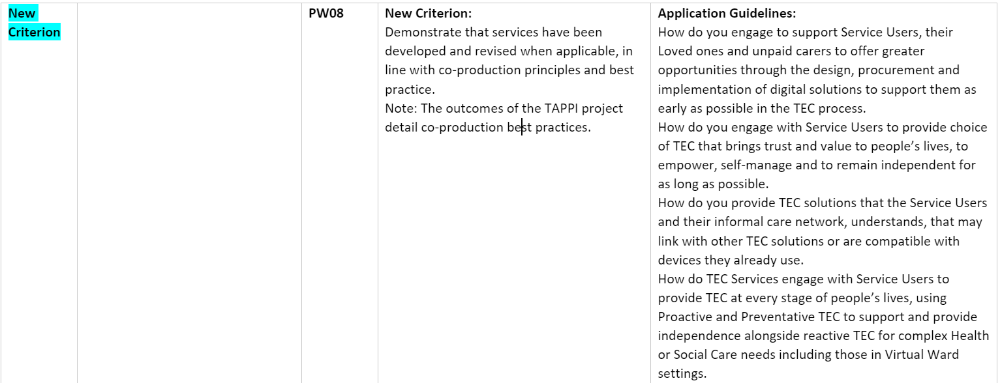 New
Criterion
PW08
New Criterion:
Demonstrate that services have been
developed and revised when applicable, in
line with co-production principles and best
practice.
Note: The outcomes of the TAPPI project
detail co-production best practices.
Application Guidelines:
How do you engage to support Service Users, their
Loved ones and unpaid carers to offer greater
opportunities through the design, procurement and
implementation of digital solutions to support them as
early as possible in the TEC process.
How do you engage with Service Users to provide choice
of TEC that brings trust and value to people’s lives, to
empower, self-manage and to remain independent for
as long as possible.
How do you provide TEC solutions that the Service Users
and their informal care network, understands, that may
link with other TEC solutions or are compatible with
devices they already use.
How do TEC Services engage with Service Users to
provide TEC at every stage of people’s lives, using
Proactive and Preventative TEC to support and provide
independence alongside reactive TEC for complex Health
or Social Care needs including those in Virtual Ward
settings.